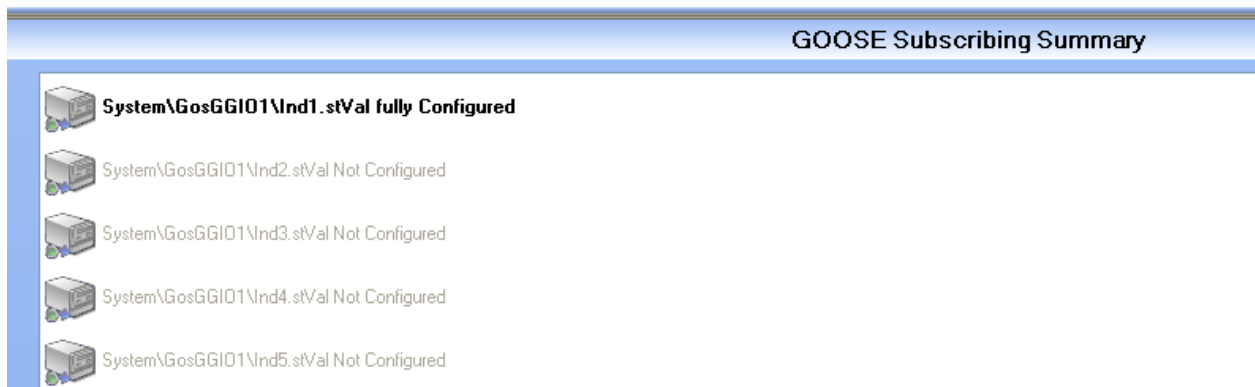 GOOSE Subscribing Summary
System\GosGGIO1\Ind1.stVal fully Configured
System\GosGGIO1\Ind2.stVal Not Configured
System\GosGGIO1\Ind3.stVal Not Configured
System\GosGGIO1\Ind4.stVal Not Configured
System\GosGGIO1\Ind5.stVal Not Configured